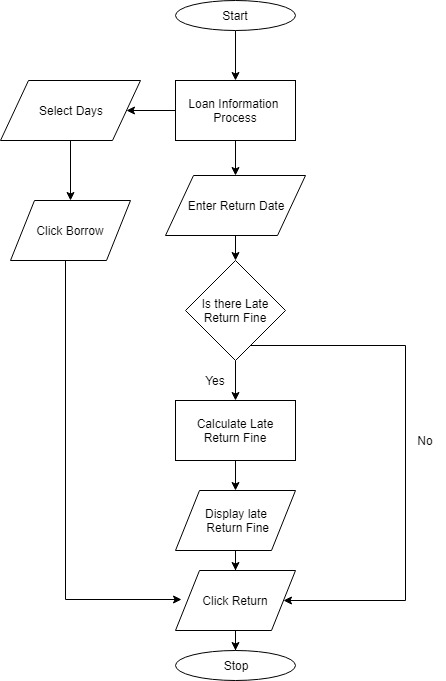 Start
Select Days
Loan Information
Process
Enter Return Date
Click Borrow
Is there Late
Return Fine
Yes
Calculate Late
Return Fine
No
Display late
Return Fine
Click Return
Stop